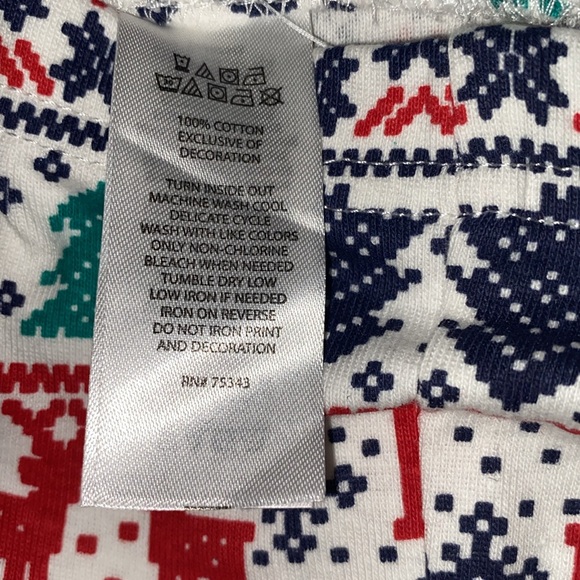 100% COTTON
EXCLUSIVE OF
DECORATION
TURN INSIDE OUT
MACHINE WASH COOL
DELICATE CYCLE
WASH WITH LIKE COLORS
ONLY NON-CHLORINE
BLEACH WHEN NEEDED
TUMBLE DRY LOW
LOW IRON IF NEEDED
IRON ON REVERSE
DO NOT IRON PRINT
AND DECORATION
RN# 75343